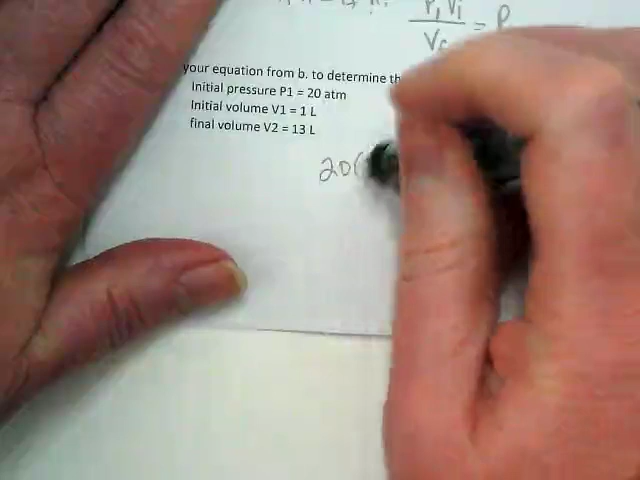 P₁V₁ = P
V
your equation from b. to determine th
Initial pressure P1 = 20 atm
Initial volume V1 = 1 L
final volume V2 = 13 L
20(